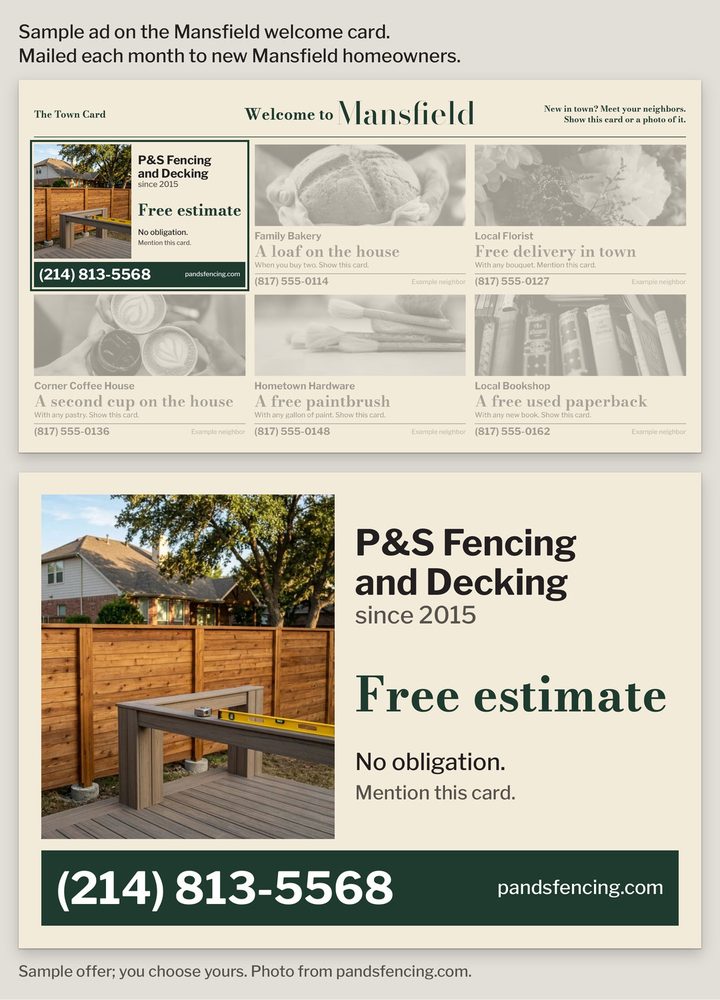 Sample ad on the Mansfield welcome card.
Mailed each month to new Mansfield homeowners.
The Town Card
Welcome to Mansfield
New in town? Meet your neighbors.
Show this card or a photo of it.
P&S Fencing
and Decking
since 2015
Free estimate
No obligation.
Mention this card.
(214) 813-5568
pandsfencing.com
Family Bakery
A loaf on the house
When you buy two. Show this card.
(817) 555-0114
Example neighbor
Local Florist
Free delivery in town
With any bouquet. Mention this card.
(817) 555-0127
Example neighbor
Corner Coffee House
A second cup on the house
With any pastry. Show this card.
(817) 555-0136
Example neighbor
Hometown Hardware
A free paintbrush
With any gallon of paint. Show this card.
(817) 555-0148
Example neighbor
Local Bookshop
A free used paperback
With any new book. Show this card.
(817) 555-0162
Example neighbor
P&S Fencing
and Decking
since 2015
Free estimate
No obligation.
Mention this card.
(214) 813-5568
pandsfencing.com
Sample offer; you choose yours. Photo from pandsfencing.com.